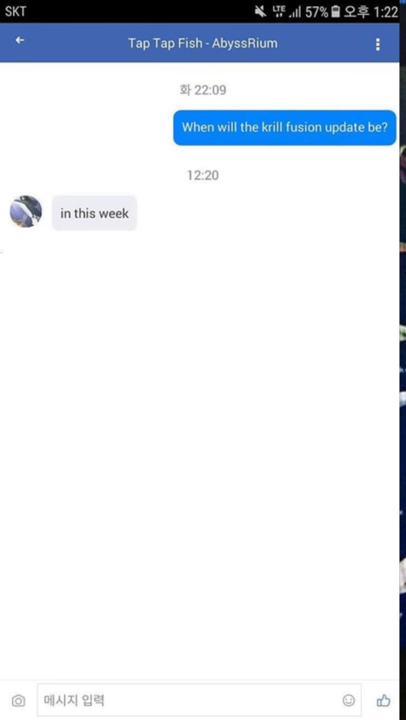 SKT LTE 57% 오후 1:22
Tap Tap Fish - AbyssRium
화 22:09
When will the krill fusion update be?
12:20
in this week
메시지 입력